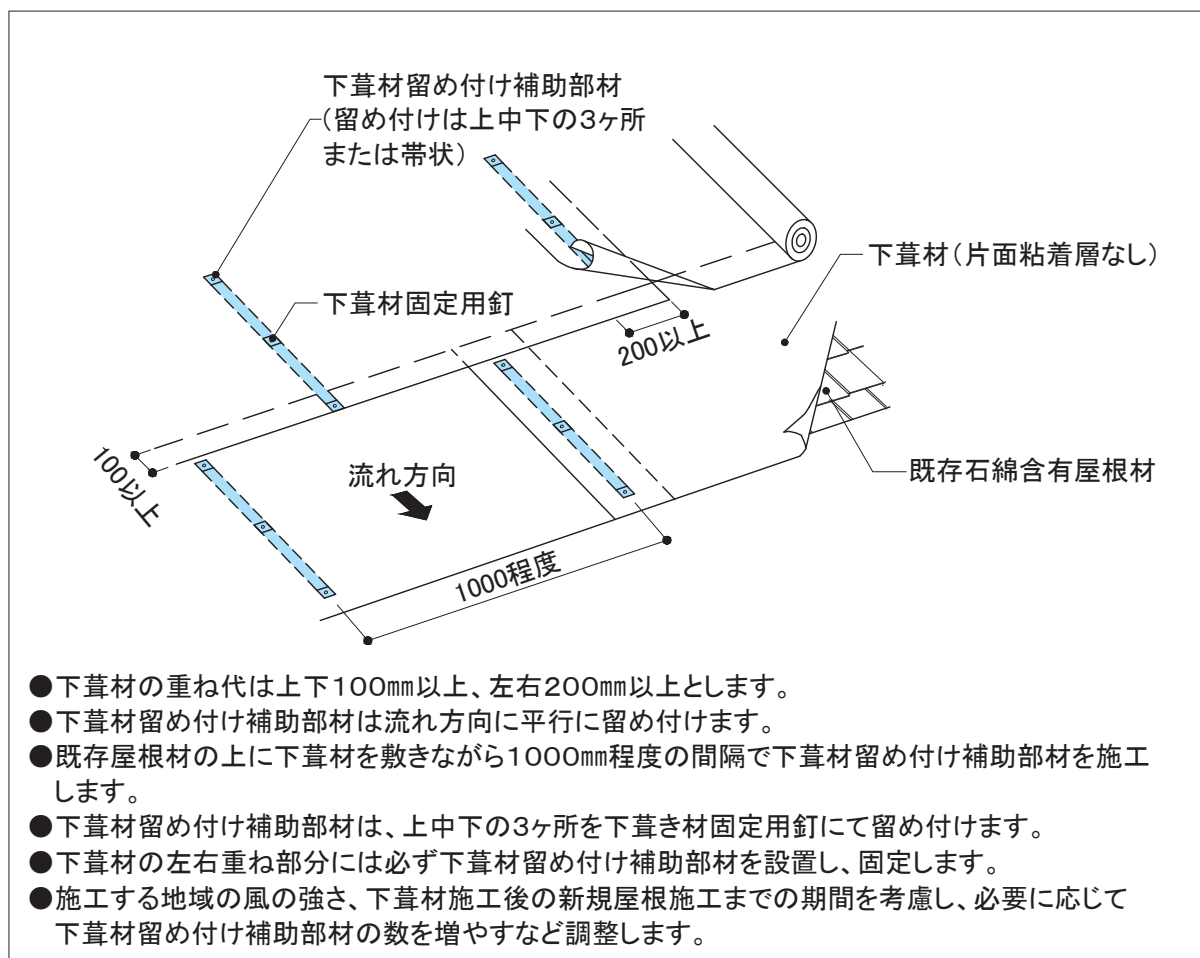 下葺材留め付け補助部材
(留め付けは上中下の3ヶ所
または帯状)
下葺材(片面粘着層なし)
下葺材固定用釘
200以上
100以上
流れ方向
既存石綿含有屋根材
1000程度
●下葺材の重ね代は上下100㎜以上、左右200㎜以上とします。
●下葺材留め付け補助部材は流れ方向に平行に留め付けます。
●既存屋根材の上に下葺材を敷きながら1000㎜程度の間隔で下葺材留め付け補助部材を施工
します。
●下葺材留め付け補助部材は、上中下の3ヶ所を下葺き材固定用釘にて留め付けます。
●下葺材の左右重ね部分には必ず下葺材留め付け補助部材を設置し、固定します。
●施工する地域の風の強さ、下葺材施工後の新規屋根施工までの期間を考慮し、必要に応じて
下葺材留め付け補助部材の数を増やすなど調整します。